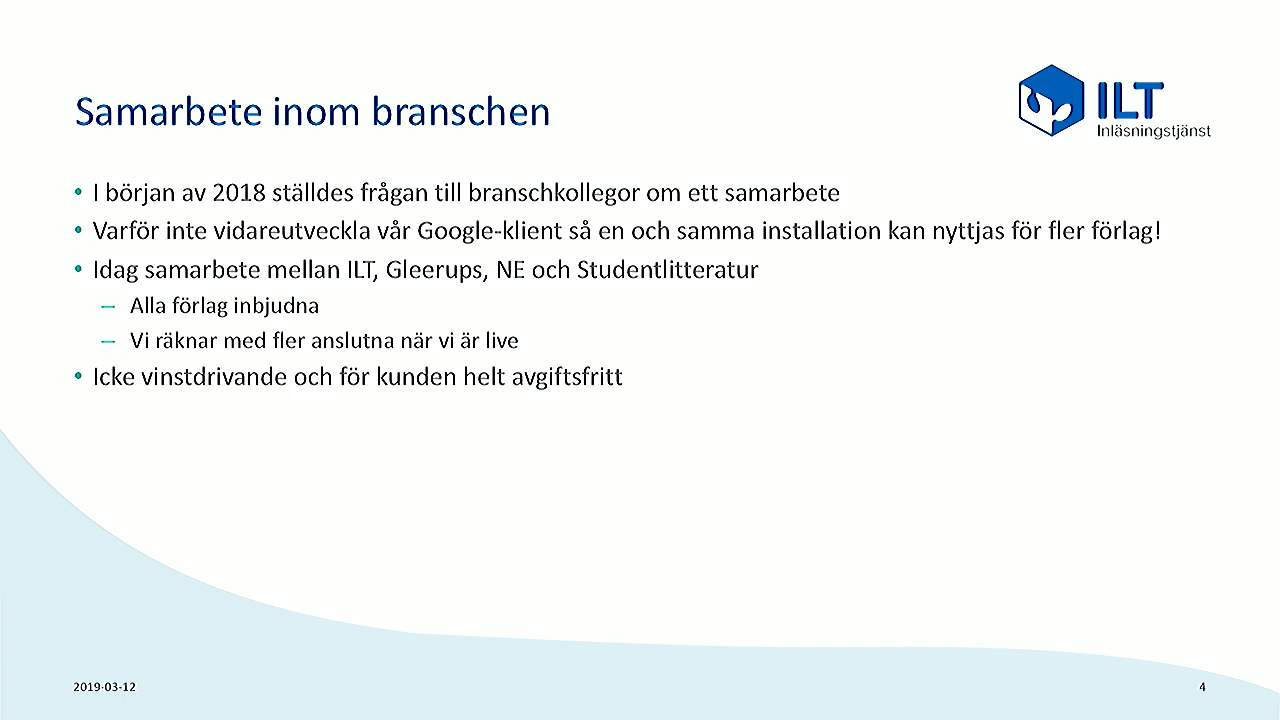 Samarbete inom branschen
ILT
Inläsningstjänst
• I början av 2018 ställdes frågan till branschkollegor om ett samarbete
• Varför inte vidareutveckla vår Google-klient så en och samma installation kan nyttjas för fler förlag!
• Idag samarbete mellan ILT, Gleerups, NE och Studentlitteratur
– Alla förlag inbjudna
– Vi räknar med fler anslutna när vi är live
• Icke vinstdrivande och för kunden helt avgiftsfritt
2019-03-12
4